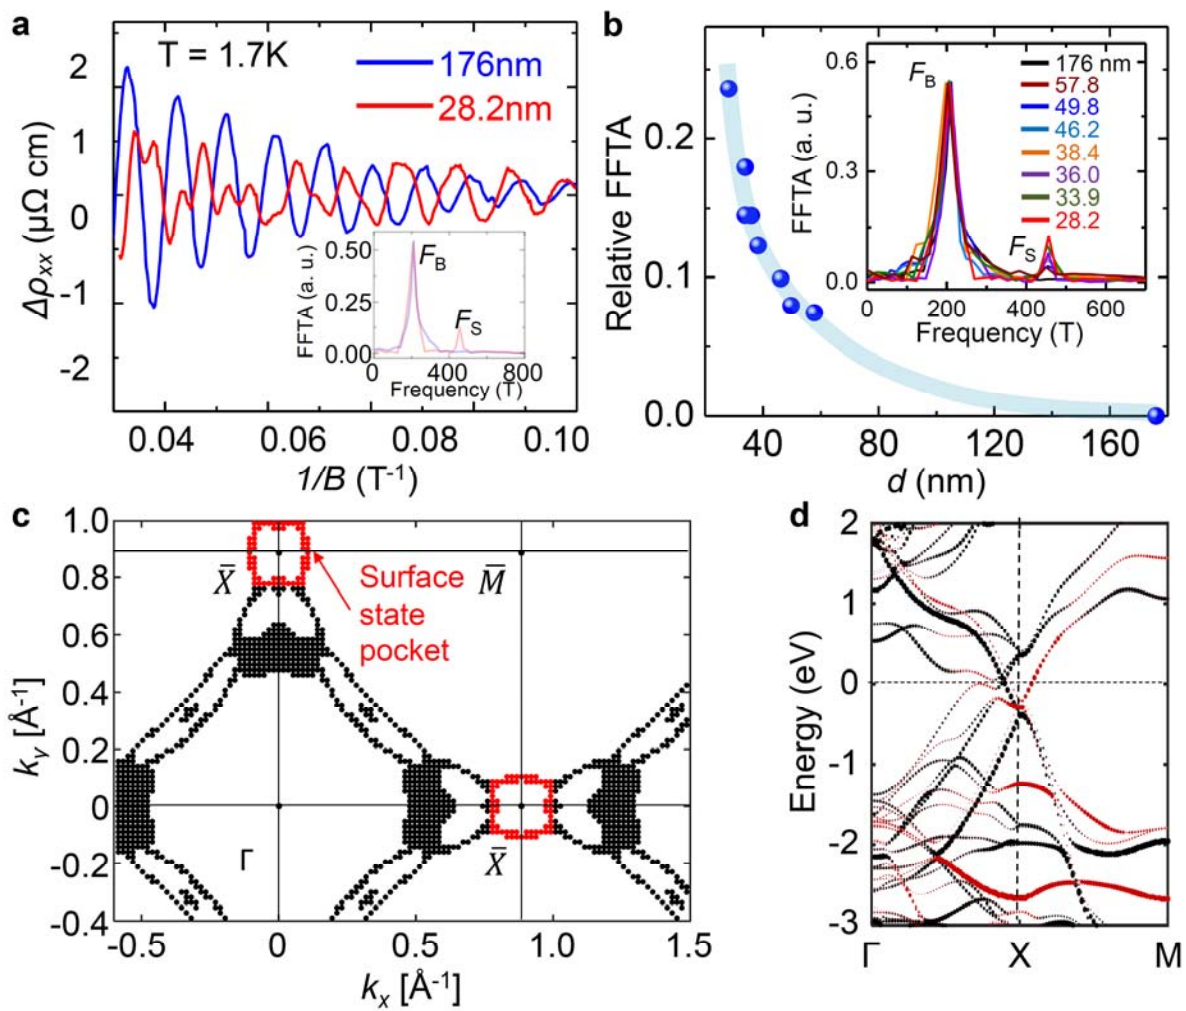 a
T = 1.7K
176nm
28.2nm
2
1
0
-1
-2
Δρxx (μΩ cm)
0.04
0.06
0.08
0.10
1/B (T⁻¹)
FFTA (a. u.)
0.50
0.25
0.00
FB
FS
0
400
800
Frequency (T)
b
Relative FFTA
0.2
0.1
0.0
40
80
120
160
d (nm)
FFTA (a. u.)
0.6
0.3
0.0
FB
FS
0
200
400
600
Frequency (T)
176 nm
57.8
49.8
46.2
38.4
36.0
33.9
28.2
c
1.0
0.8
0.6
0.4
0.2
0
-0.2
-0.4
ky [Å⁻¹]
X̄
M̄
Surface
state
pocket
Γ
X̄
-0.5
0
0.5
1.0
1.5
kx [Å⁻¹]
d
2
1
0
-1
-2
-3
Energy (eV)
Γ
X
M